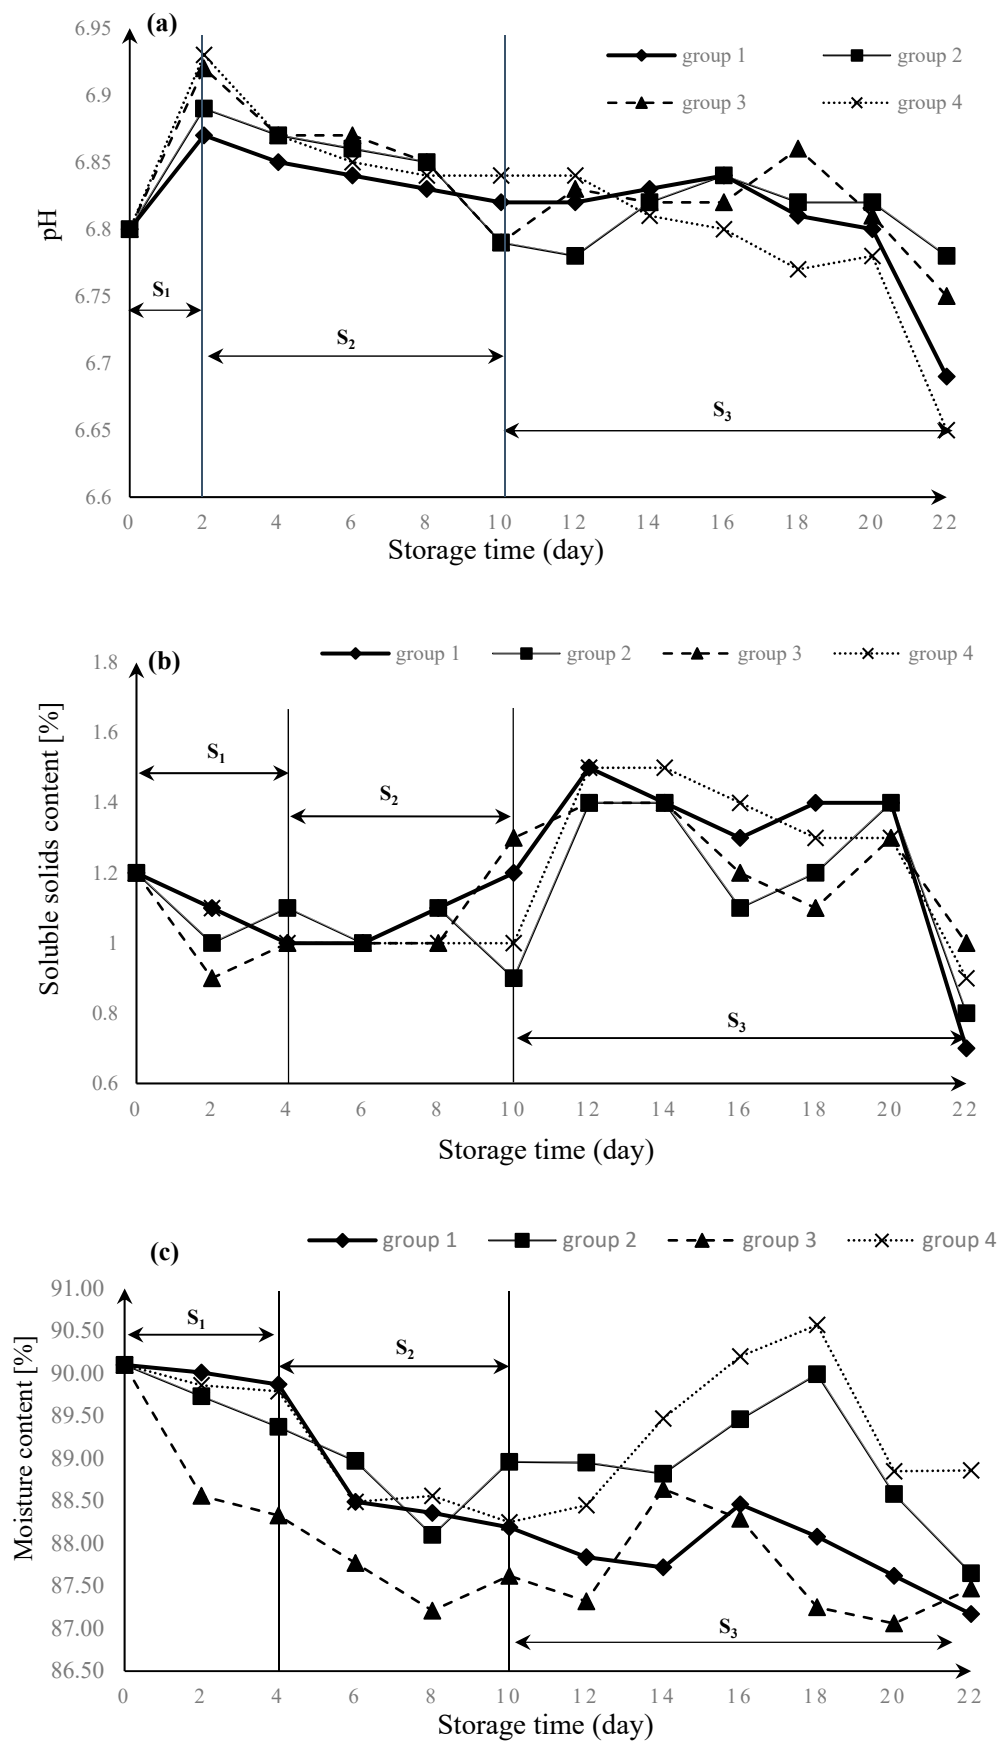 (a)
group 1 group 2
group 3 group 4
6.95
6.9
6.85
6.8
6.75
6.7
6.65
6.6
pH
S1
S2
S3
0 2 4 6 8 10 12 14 16 18 20 22
Storage time (day)
(b)
group 1 group 2 group 3 group 4
1.8
1.6
1.4
1.2
1
0.8
0.6
Soluble solids content [%]
S1
S2
S3
0 2 4 6 8 10 12 14 16 18 20 22
Storage time (day)
(c)
group 1 group 2 group 3 group 4
91.00
90.50
90.00
89.50
89.00
88.50
88.00
87.50
87.00
86.50
Moisture content [%]
S1
S2
S3
0 2 4 6 8 10 12 14 16 18 20 22
Storage time (day)